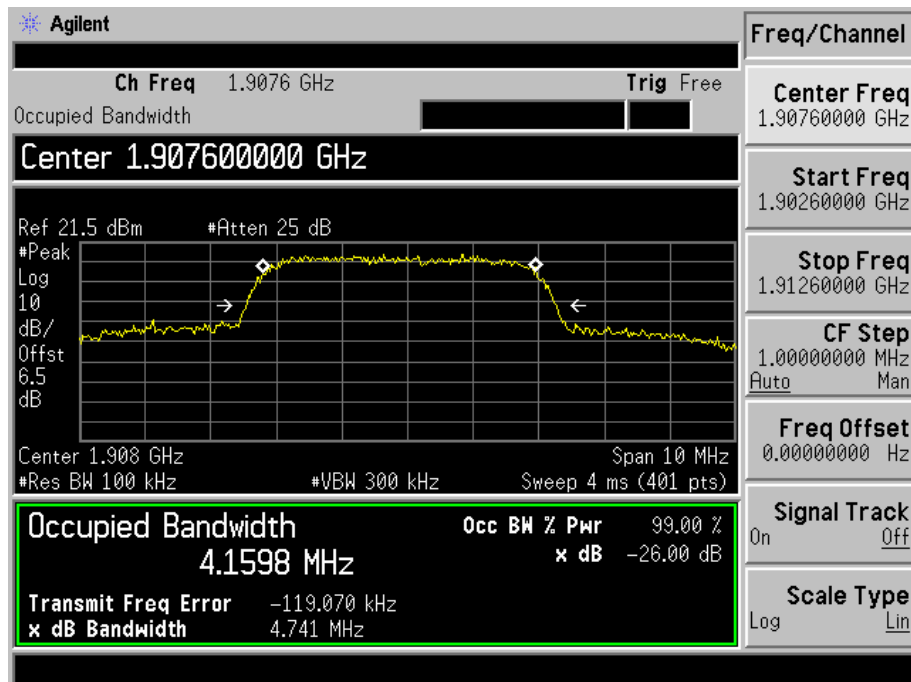 Agilent
Freq/Channel
Ch Freq 1.9076 GHz Trig Free
Occupied Bandwidth
Center 1.907600000 GHz
Ref 21.5 dBm #Atten 25 dB
#Peak
Log
10
dB/
Offst
6.5
dB
Center 1.908 GHz Span 10 MHz
#Res BW 100 kHz #VBW 300 kHz Sweep 4 ms (401 pts)
Occupied Bandwidth Occ BW % Pwr 99.00 %
4.1598 MHz x dB -26.00 dB
Transmit Freq Error -119.070 kHz
x dB Bandwidth 4.741 MHz
Center Freq
1.90760000 GHz
Start Freq
1.90260000 GHz
Stop Freq
1.91260000 GHz
CF Step
1.00000000 MHz
Auto Man
Freq Offset
0.00000000 Hz
Signal Track
On Off
Scale Type
Log Lin